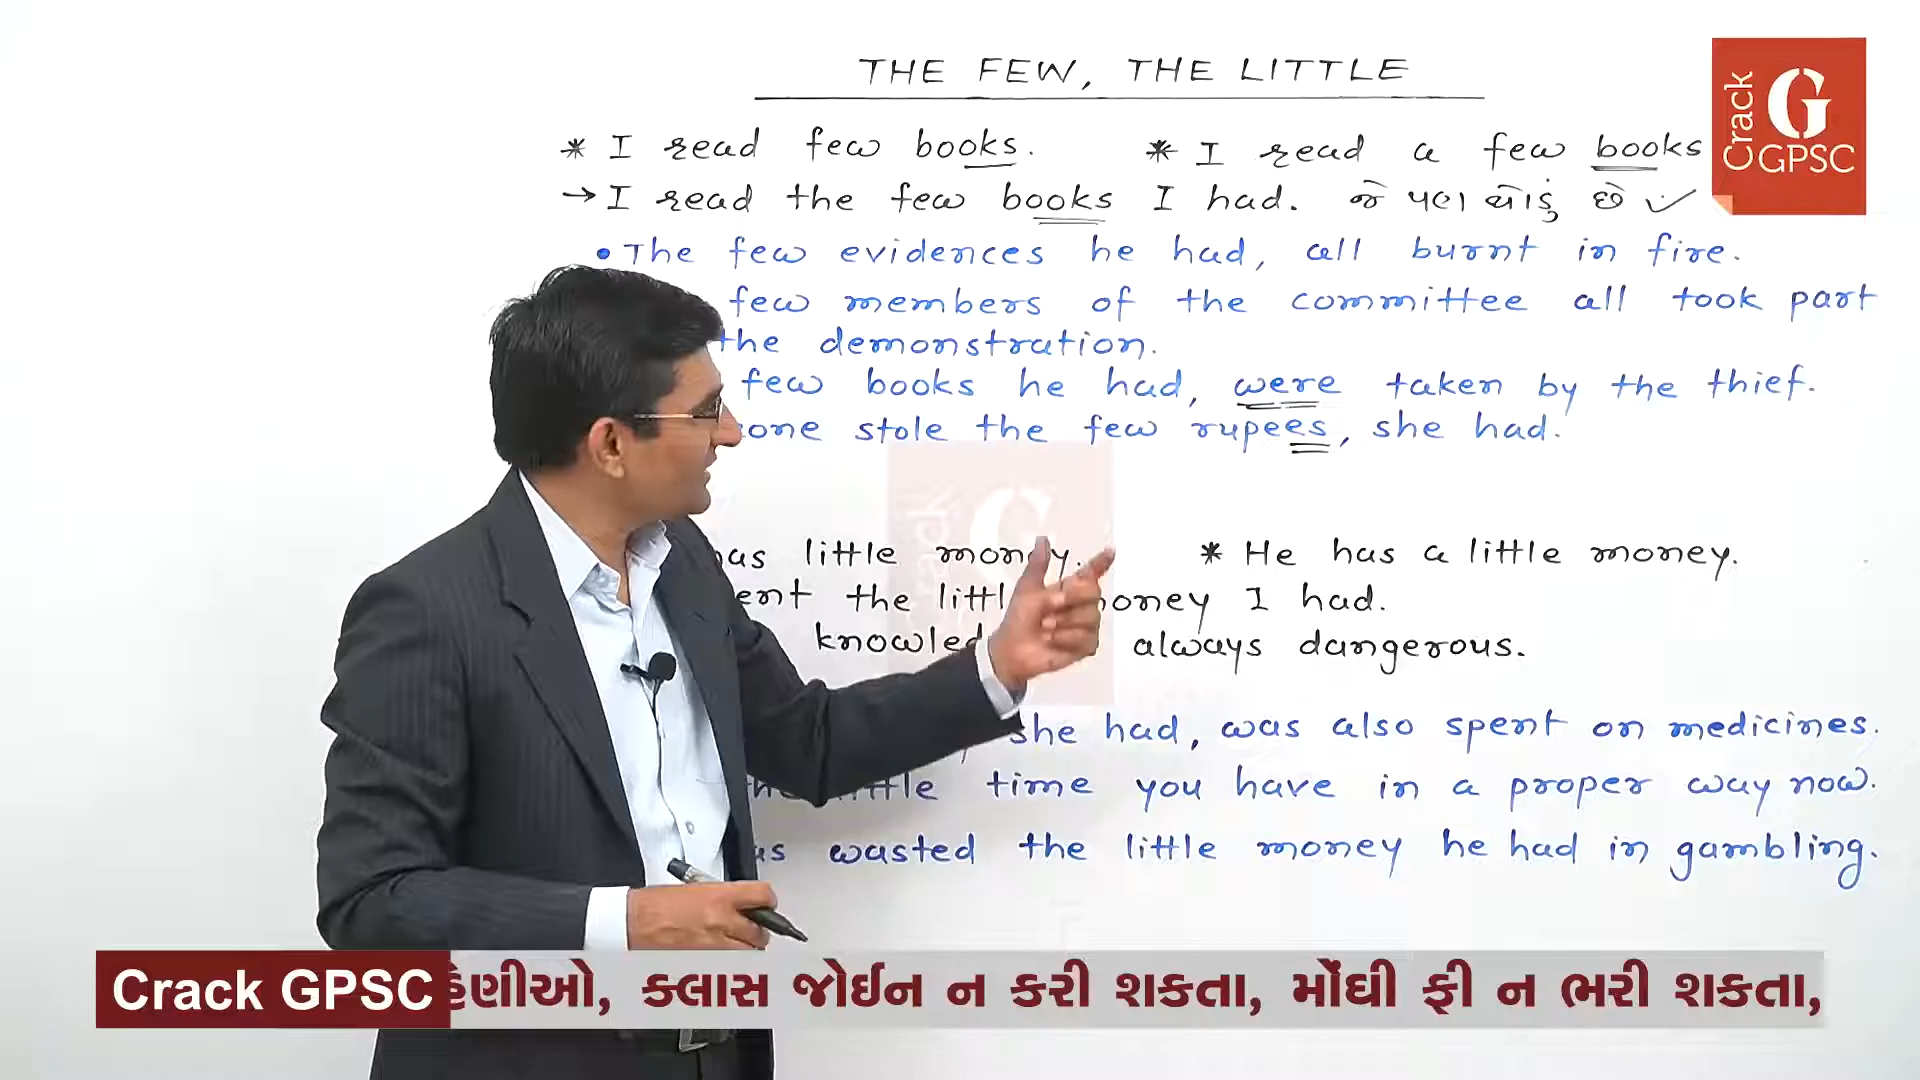 THE FEW, THE LITTLE
* I read few books. * I read a few books
→ I read the few books I had. જે પણ થોડું છે ✓
• The few evidences he had, all burnt in fire.
few members of the committee all took part
the demonstration.
few books he had, were taken by the thief.
stole the few rupees, she had.
little money. * He has a little money.
the money I had.
always dangerous.
she had, was also spent on medicines.
little time you have in a proper way now.
wasted the little money he had in gambling.
Crack GPSC
Crack GPSC ક્લાસ જોઈન ન કરી શકતા, મોંઘી ફી ન ભરી શકતા,